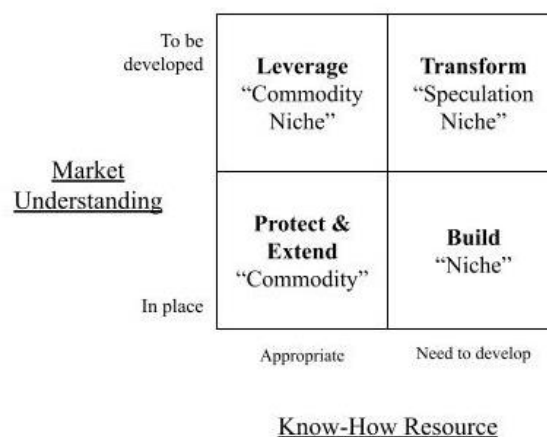 To be
developed
Leverage
“Commodity
Niche”
Transform
“Speculation
Niche”
Market
Understanding
Protect &
Extend
“Commodity”
Build
“Niche”
In place
Appropriate
Need to develop
Know-How Resource